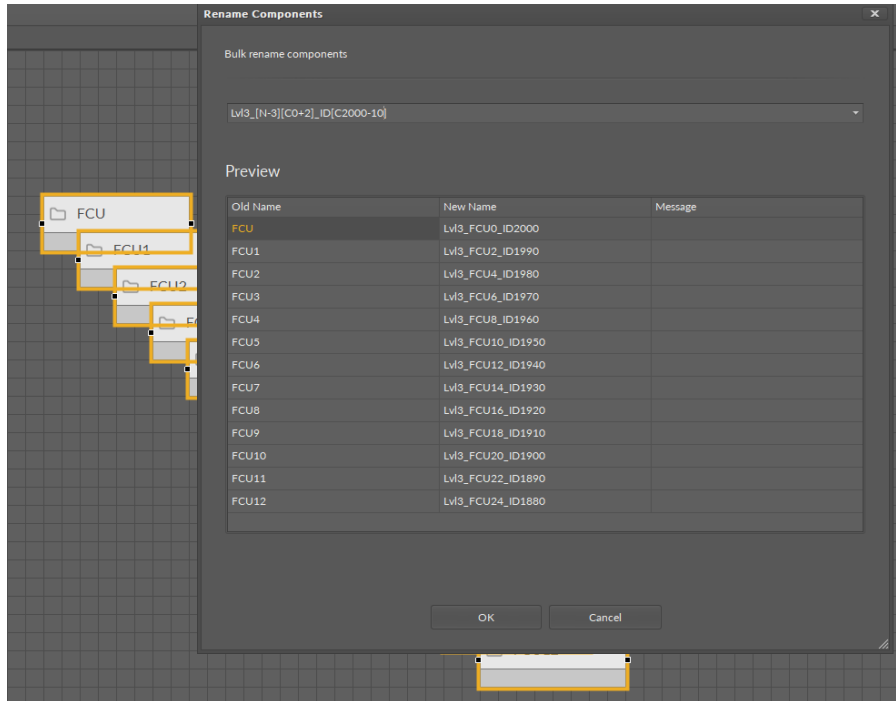 Rename Components
Bulk rename components
Lvl3_[N-3][C0+2]_ID[C2000-10]
Preview
Old Name New Name Message
FCU Lvl3_FCU0_ID2000
FCU1 Lvl3_FCU2_ID1990
FCU2 Lvl3_FCU4_ID1980
FCU3 Lvl3_FCU6_ID1970
FCU4 Lvl3_FCU8_ID1960
FCU5 Lvl3_FCU10_ID1950
FCU6 Lvl3_FCU12_ID1940
FCU7 Lvl3_FCU14_ID1930
FCU8 Lvl3_FCU16_ID1920
FCU9 Lvl3_FCU18_ID1910
FCU10 Lvl3_FCU20_ID1900
FCU11 Lvl3_FCU22_ID1890
FCU12 Lvl3_FCU24_ID1880
OK Cancel
FCU
FCU1
FCU2